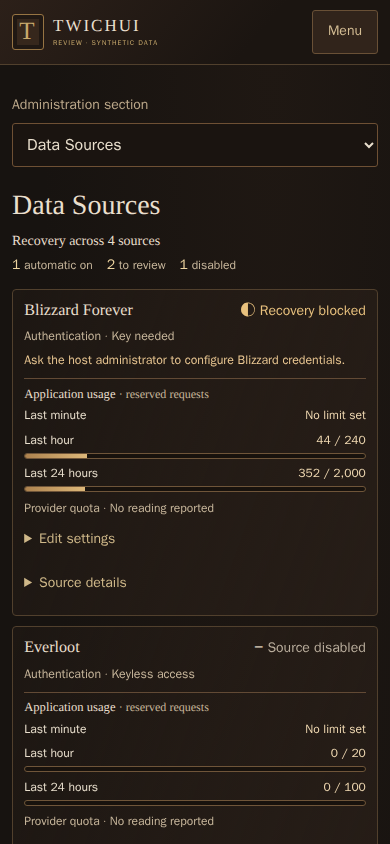 T
TWICHUI
REVIEW · SYNTHETIC DATA
Menu
Administration section
Data Sources
Data Sources
Recovery across 4 sources
1 automatic on 2 to review 1 disabled
Blizzard Forever
Recovery blocked
Authentication · Key needed
Ask the host administrator to configure Blizzard credentials.
Application usage · reserved requests
Last minute No limit set
Last hour 44 / 240
Last 24 hours 352 / 2,000
Provider quota · No reading reported
Edit settings
Source details
Everloot
Source disabled
Authentication · Keyless access
Application usage · reserved requests
Last minute No limit set
Last hour 0 / 20
Last 24 hours 0 / 100
Provider quota · No reading reported